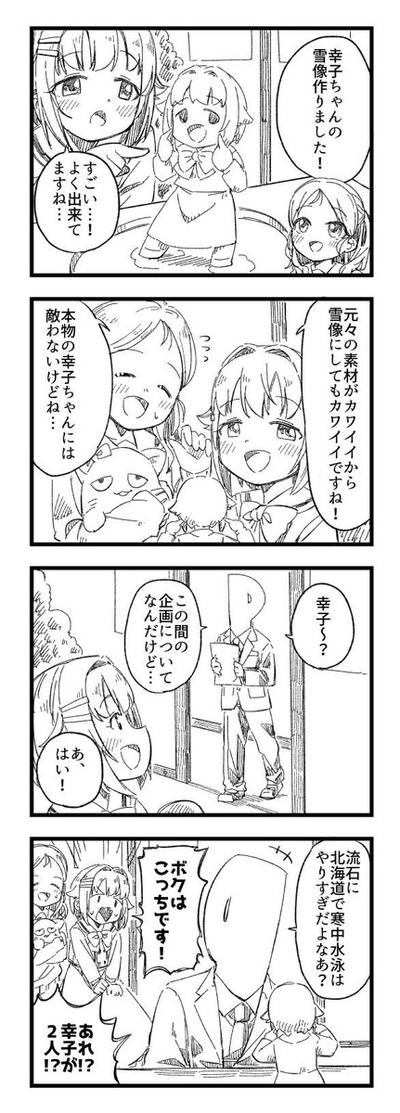 幸子ちゃんの
雪像作りました！
すごい…！
よく出来て
ますね…
元々の素材がカワイイから
雪像にしてもカワイイですね！
本物の幸子ちゃんには
敵わないけどね…
幸子～？
この間の
企画について
なんだけど…
あ、
はい！
流石に
北海道で寒中水泳は
やりすぎだよなあ？
ボクは
こっちです！
あれ!?
幸子が
2人!?